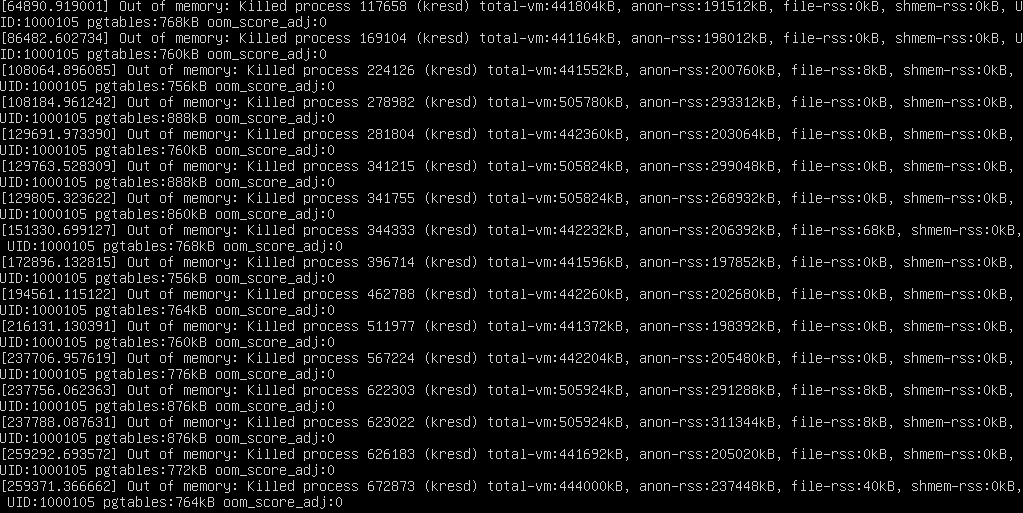 [64890.919001] Out of memory: Killed process 117658 (kresd) total-vm:441804kB, anon-rss:191512kB, file-rss:0kB, shmem-rss:0kB, U
ID:1000105 pgtables:768kB oom_score_adj:0
[86482.602734] Out of memory: Killed process 169104 (kresd) total-vm:441164kB, anon-rss:198012kB, file-rss:0kB, shmem-rss:0kB, U
ID:1000105 pgtables:760kB oom_score_adj:0
[108064.896085] Out of memory: Killed process 224126 (kresd) total-vm:441552kB, anon-rss:200760kB, file-rss:8kB, shmem-rss:0kB,
UID:1000105 pgtables:756kB oom_score_adj:0
[108184.961242] Out of memory: Killed process 278982 (kresd) total-vm:505780kB, anon-rss:293312kB, file-rss:0kB, shmem-rss:0kB,
UID:1000105 pgtables:888kB oom_score_adj:0
[129691.973390] Out of memory: Killed process 281804 (kresd) total-vm:442360kB, anon-rss:203064kB, file-rss:0kB, shmem-rss:0kB,
UID:1000105 pgtables:760kB oom_score_adj:0
[129763.528309] Out of memory: Killed process 341215 (kresd) total-vm:505824kB, anon-rss:299048kB, file-rss:0kB, shmem-rss:0kB,
UID:1000105 pgtables:888kB oom_score_adj:0
[129805.323622] Out of memory: Killed process 341755 (kresd) total-vm:505824kB, anon-rss:268932kB, file-rss:0kB, shmem-rss:0kB,
UID:1000105 pgtables:860kB oom_score_adj:0
[151330.699127] Out of memory: Killed process 344333 (kresd) total-vm:442232kB, anon-rss:206392kB, file-rss:68kB, shmem-rss:0kB,
UID:1000105 pgtables:768kB oom_score_adj:0
[172896.132815] Out of memory: Killed process 396714 (kresd) total-vm:441596kB, anon-rss:197852kB, file-rss:0kB, shmem-rss:0kB,
UID:1000105 pgtables:756kB oom_score_adj:0
[194561.115122] Out of memory: Killed process 462788 (kresd) total-vm:442260kB, anon-rss:202680kB, file-rss:0kB, shmem-rss:0kB,
UID:1000105 pgtables:764kB oom_score_adj:0
[216131.130391] Out of memory: Killed process 511977 (kresd) total-vm:441372kB, anon-rss:198392kB, file-rss:0kB, shmem-rss:0kB,
UID:1000105 pgtables:760kB oom_score_adj:0
[237706.957619] Out of memory: Killed process 567224 (kresd) total-vm:442204kB, anon-rss:205480kB, file-rss:0kB, shmem-rss:0kB,
UID:1000105 pgtables:776kB oom_score_adj:0
[237756.062363] Out of memory: Killed process 622303 (kresd) total-vm:505924kB, anon-rss:291288kB, file-rss:8kB, shmem-rss:0kB,
UID:1000105 pgtables:876kB oom_score_adj:0
[237788.087631] Out of memory: Killed process 623022 (kresd) total-vm:505924kB, anon-rss:311344kB, file-rss:8kB, shmem-rss:0kB,
UID:1000105 pgtables:876kB oom_score_adj:0
[259292.693572] Out of memory: Killed process 626183 (kresd) total-vm:441692kB, anon-rss:205020kB, file-rss:0kB, shmem-rss:0kB,
UID:1000105 pgtables:772kB oom_score_adj:0
[259371.366662] Out of memory: Killed process 672873 (kresd) total-vm:444000kB, anon-rss:237448kB, file-rss:40kB, shmem-rss:0kB,
UID:1000105 pgtables:764kB oom_score_adj:0